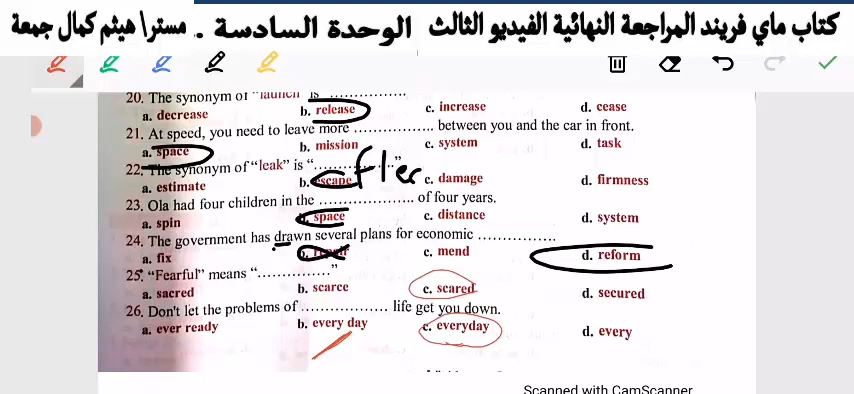 كتاب ماي فريند المراجعة النهائية الفيديو الثالث الوحدة السادسة . مستر\ هيثم كمال جمعة
20. The synonym of "launch" is ..................
a. decrease b. release c. increase d. cease
21. At speed, you need to leave more .................. between you and the car in front.
a. space b. mission c. system d. task
22. The synonym of "leak" is "..................."
a. estimate b. escape c. damage d. firmness
after
23. Ola had four children in the ..................... of four years.
a. spin b. space c. distance d. system
24. The government has drawn several plans for economic ................
a. fix b. c. mend d. reform
25. "Fearful" means "..............."
a. sacred b. scarce c. scared d. secured
26. Don't let the problems of ................... life get you down.
a. ever ready b. every day c. everyday d. every
Scanned with CamScanner